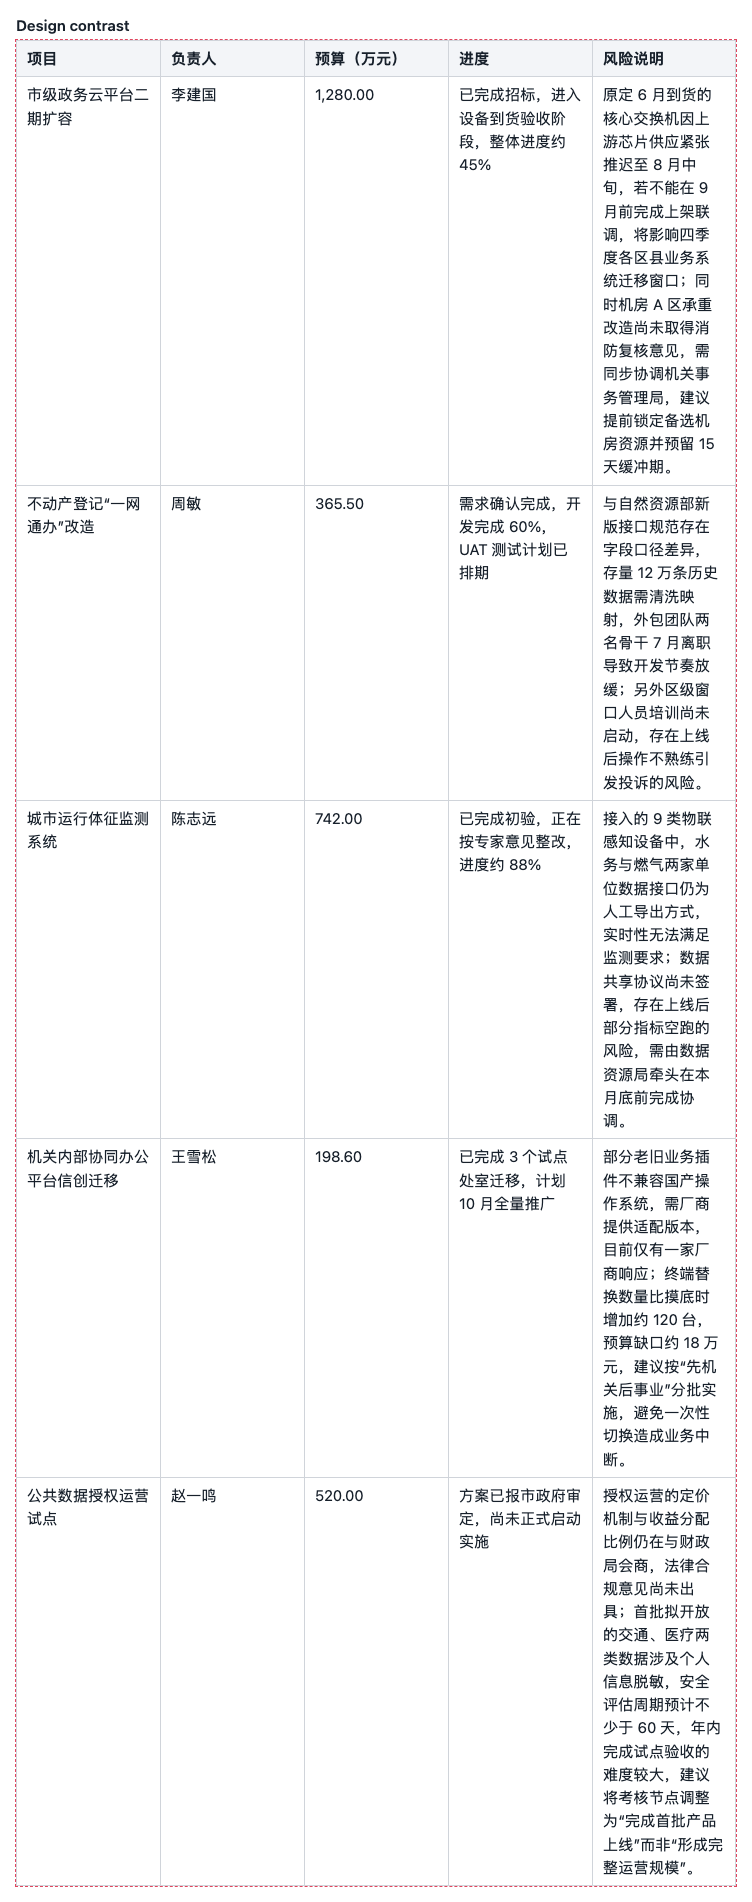 Design contrast
项目 负责人 预算（万元） 进度 风险说明
市级政务云平台二
期扩容
李建国
1,280.00
已完成招标，进入
设备到货验收阶
段，整体进度约
45%
原定 6 月到货的
核心交换机因上
游芯片供应紧张
推迟至 8 月中
旬，若不能在 9
月前完成上架联
调，将影响四季
度各区县业务系
统迁移窗口；同
时机房 A 区承重
改造尚未取得消
防复核意见，需
同步协调机关事
务管理局，建议
提前锁定备选机
房资源并预留 15
天缓冲期。
不动产登记“一网
通办”改造
周敏
365.50
需求确认完成，开
发完成 60%，
UAT 测试计划已
排期
与自然资源部新
版接口规范存在
字段口径差异，
存量 12 万条历史
数据需清洗映
射，外包团队两
名骨干 7 月离职
导致开发节奏放
缓；另外区级窗
口人员培训尚未
启动，存在上线
后操作不熟练引
发投诉的风险。
城市运行体征监测
系统
陈志远
742.00
已完成初验，正在
按专家意见整改，
进度约 88%
接入的 9 类物联
感知设备中，水
务与燃气两家单
位数据接口仍为
人工导出方式，
实时性无法满足
监测要求；数据
共享协议尚未签
署，存在上线后
部分指标空跑的
风险，需由数据
资源局牵头在本
月底前完成协
调。
机关内部协同办公
平台信创迁移
王雪松
198.60
已完成 3 个试点
处室迁移，计划
10 月全量推广
部分老旧业务插
件不兼容国产操
作系统，需厂商
提供适配版本，
目前仅有一家厂
商响应；终端替
换数量比摸底时
增加约 120 台，
预算缺口约 18 万
元，建议按“先机
关后事业”分批实
施，避免一次性
切换造成业务中
断。
公共数据授权运营
试点
赵一鸣
520.00
方案已报市政府审
定，尚未正式启动
实施
授权运营的定价
机制与收益分配
比例仍在与财政
局会商，法律合
规意见尚未出
具；首批拟开放
的交通、医疗两
类数据涉及个人
信息脱敏，安全
评估周期预计不
少于 60 天，年内
完成试点验收的
难度较大，建议
将考核节点调整
为“完成首批产品
上线”而非“形成完
整运营规模”。